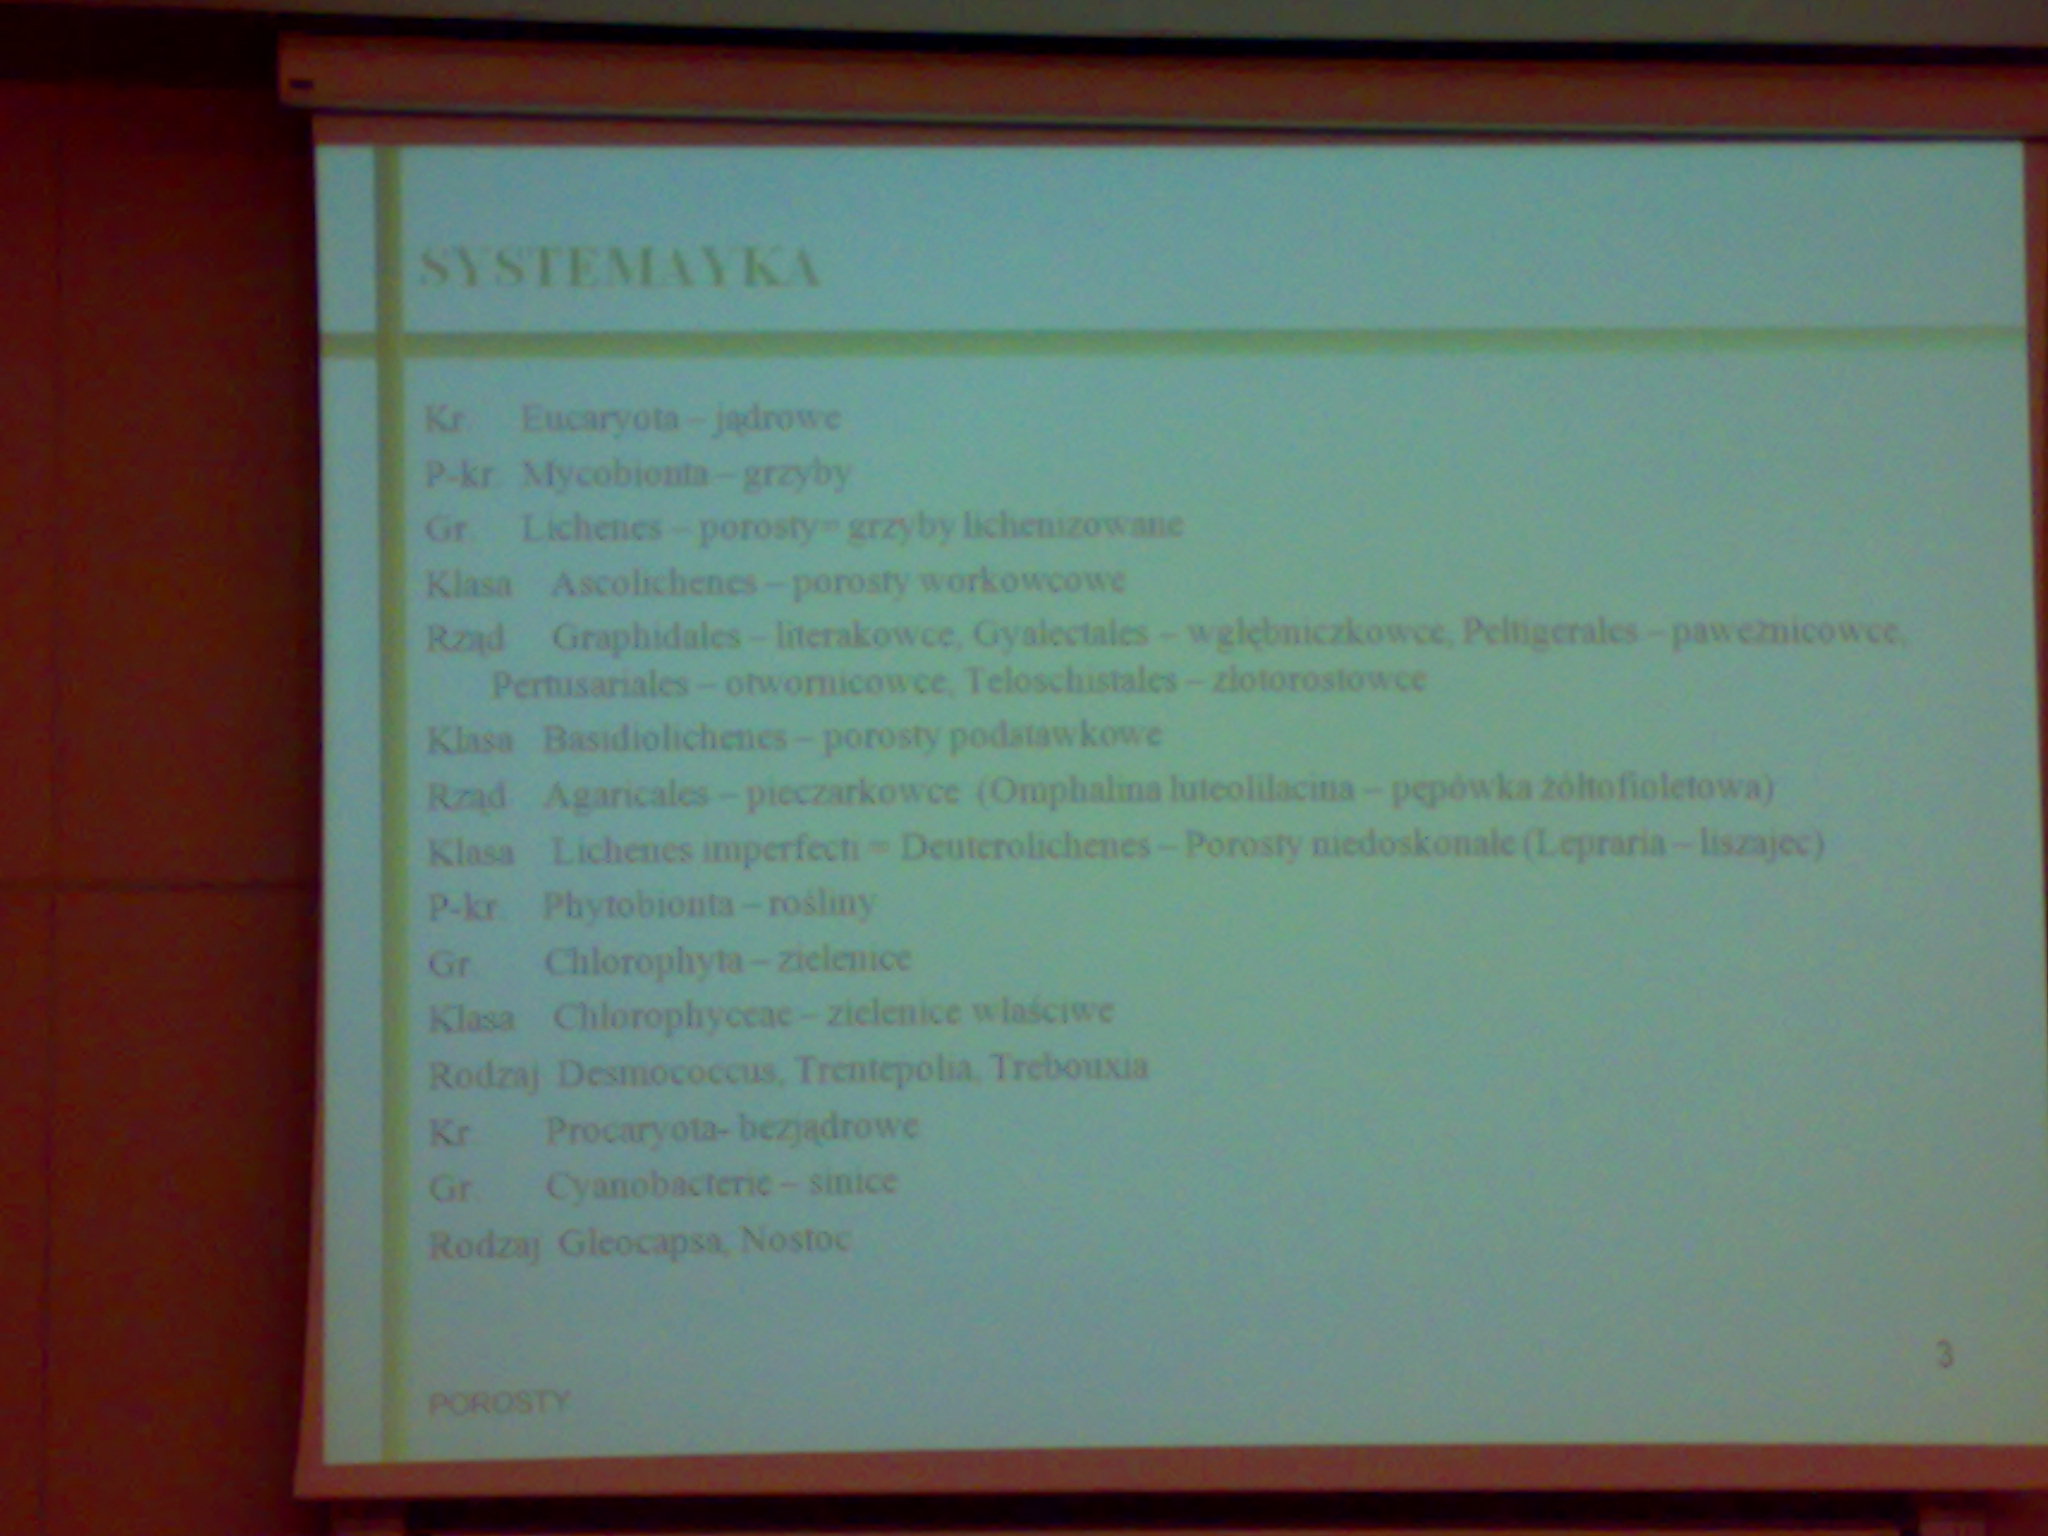 SYSTEMAYKA
Kr. Eucaryota – jądrowe
P-kr. Mycobionta – grzyby
Gr. Lichenes – porosty= grzyby lichenizowane
Klasa Ascolichenes – porosty workowcowe
Rząd Graphidales – literakowce, Gyalectales – wgłębniczkowce, Peltigerales – pawężnicowce,
Pertusariales – otwornicowce, Teloschistales – złotorostowce
Klasa Basidiolichenes – porosty podstawkowe
Rząd Agaricales – pieczarkowce (Omphalina luteolilacina – pępówka żółtofioletowa)
Klasa Lichenes imperfecti = Deuterolichenes – Porosty niedoskonałe (Lepraria – liszajec)
P-kr. Phytobionta – rośliny
Gr. Chlorophyta – zielenice
Klasa Chlorophyceae – zielenice właściwe
Rodzaj Desmococcus, Trentepolia, Trebouxia
Kr. Procaryota- bezjądrowe
Gr. Cyanobacterie – sinice
Rodzaj Gleocapsa, Nostoc
3
POROSTY